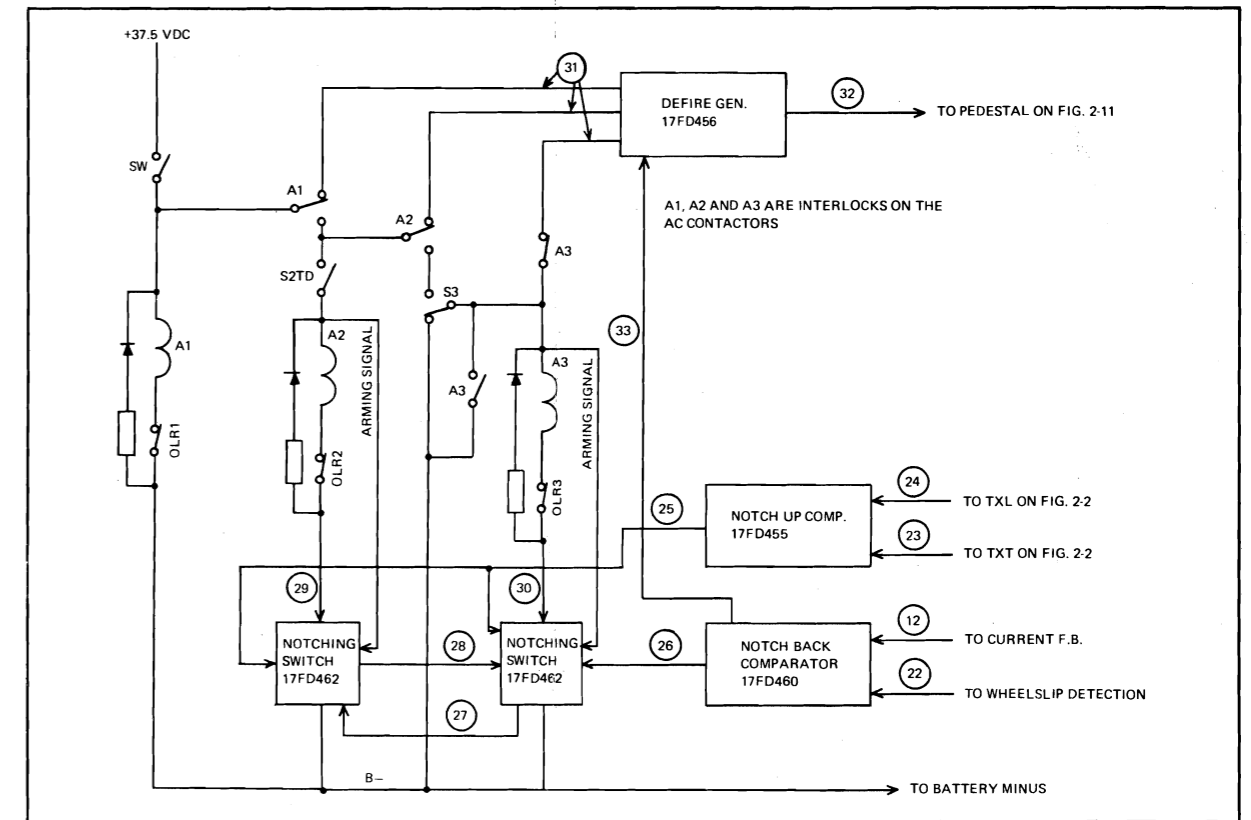 +37.5 VDC
31
DEFIRE GEN.
17FD456
32
TO PEDESTAL ON FIG. 2-11
SW
A1
A1, A2 AND A3 ARE INTERLOCKS ON THE
AC CONTACTORS
A2
A3
S2TD
S3
33
A1
A2
ARMING SIGNAL
A3
A3
ARMING SIGNAL
OLR1
OLR2
OLR3
24
TO TXL ON FIG. 2-2
25
NOTCH UP COMP.
17FD455
23
TO TXT ON FIG. 2-2
29
30
12
TO CURRENT F.B.
NOTCHING
SWITCH
17FD462
28
NOTCHING
SWITCH
17FD462
26
NOTCH BACK
COMPARATOR
17FD460
22
TO WHEELSLIP DETECTION
27
B–
TO BATTERY MINUS